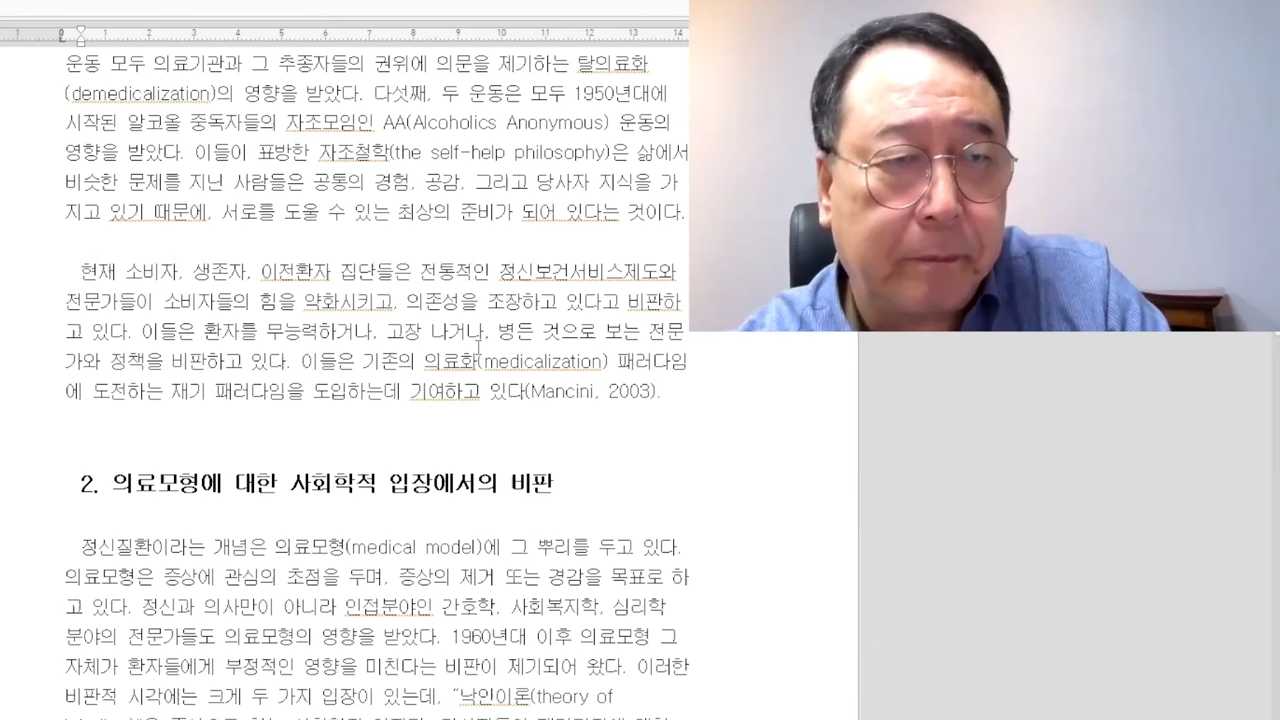 1 0 1 2 3 4 5 6 7 8 9 10 11 12 13 14
운동 모두 의료기관과 그 추종자들의 권위에 의문을 제기하는 탈의료화
(demedicalization)의 영향을 받았다. 다섯째, 두 운동은 모두 1950년대에
시작된 알코올 중독자들의 자조모임인 AA(Alcoholics Anonymous) 운동의
영향을 받았다. 이들이 표방한 자조철학(the self-help philosophy)은 삶에서
비슷한 문제를 지닌 사람들은 공통의 경험, 공감, 그리고 당사자 지식을 가
지고 있기 때문에, 서로를 도울 수 있는 최상의 준비가 되어 있다는 것이다.
현재 소비자, 생존자, 이전환자 집단들은 전통적인 정신보건서비스제도와
전문가들이 소비자들의 힘을 약화시키고, 의존성을 조장하고 있다고 비판하
고 있다. 이들은 환자를 무능력하거나, 고장 나거나, 병든 것으로 보는 전문
가와 정책을 비판하고 있다. 이들은 기존의 의료화(medicalization) 패러다임
에 도전하는 재기 패러다임을 도입하는데 기여하고 있다(Mancini, 2003).
2. 의료모형에 대한 사회학적 입장에서의 비판
정신질환이라는 개념은 의료모형(medical model)에 그 뿌리를 두고 있다.
의료모형은 증상에 관심의 초점을 두며, 증상의 제거 또는 경감을 목표로 하
고 있다. 정신과 의사만이 아니라 인접분야인 간호학, 사회복지학, 심리학
분야의 전문가들도 의료모형의 영향을 받았다. 1960년대 이후 의료모형 그
자체가 환자들에게 부정적인 영향을 미친다는 비판이 제기되어 왔다. 이러한
비판적 시각에는 크게 두 가지 입장이 있는데, “낙인이론(theory of